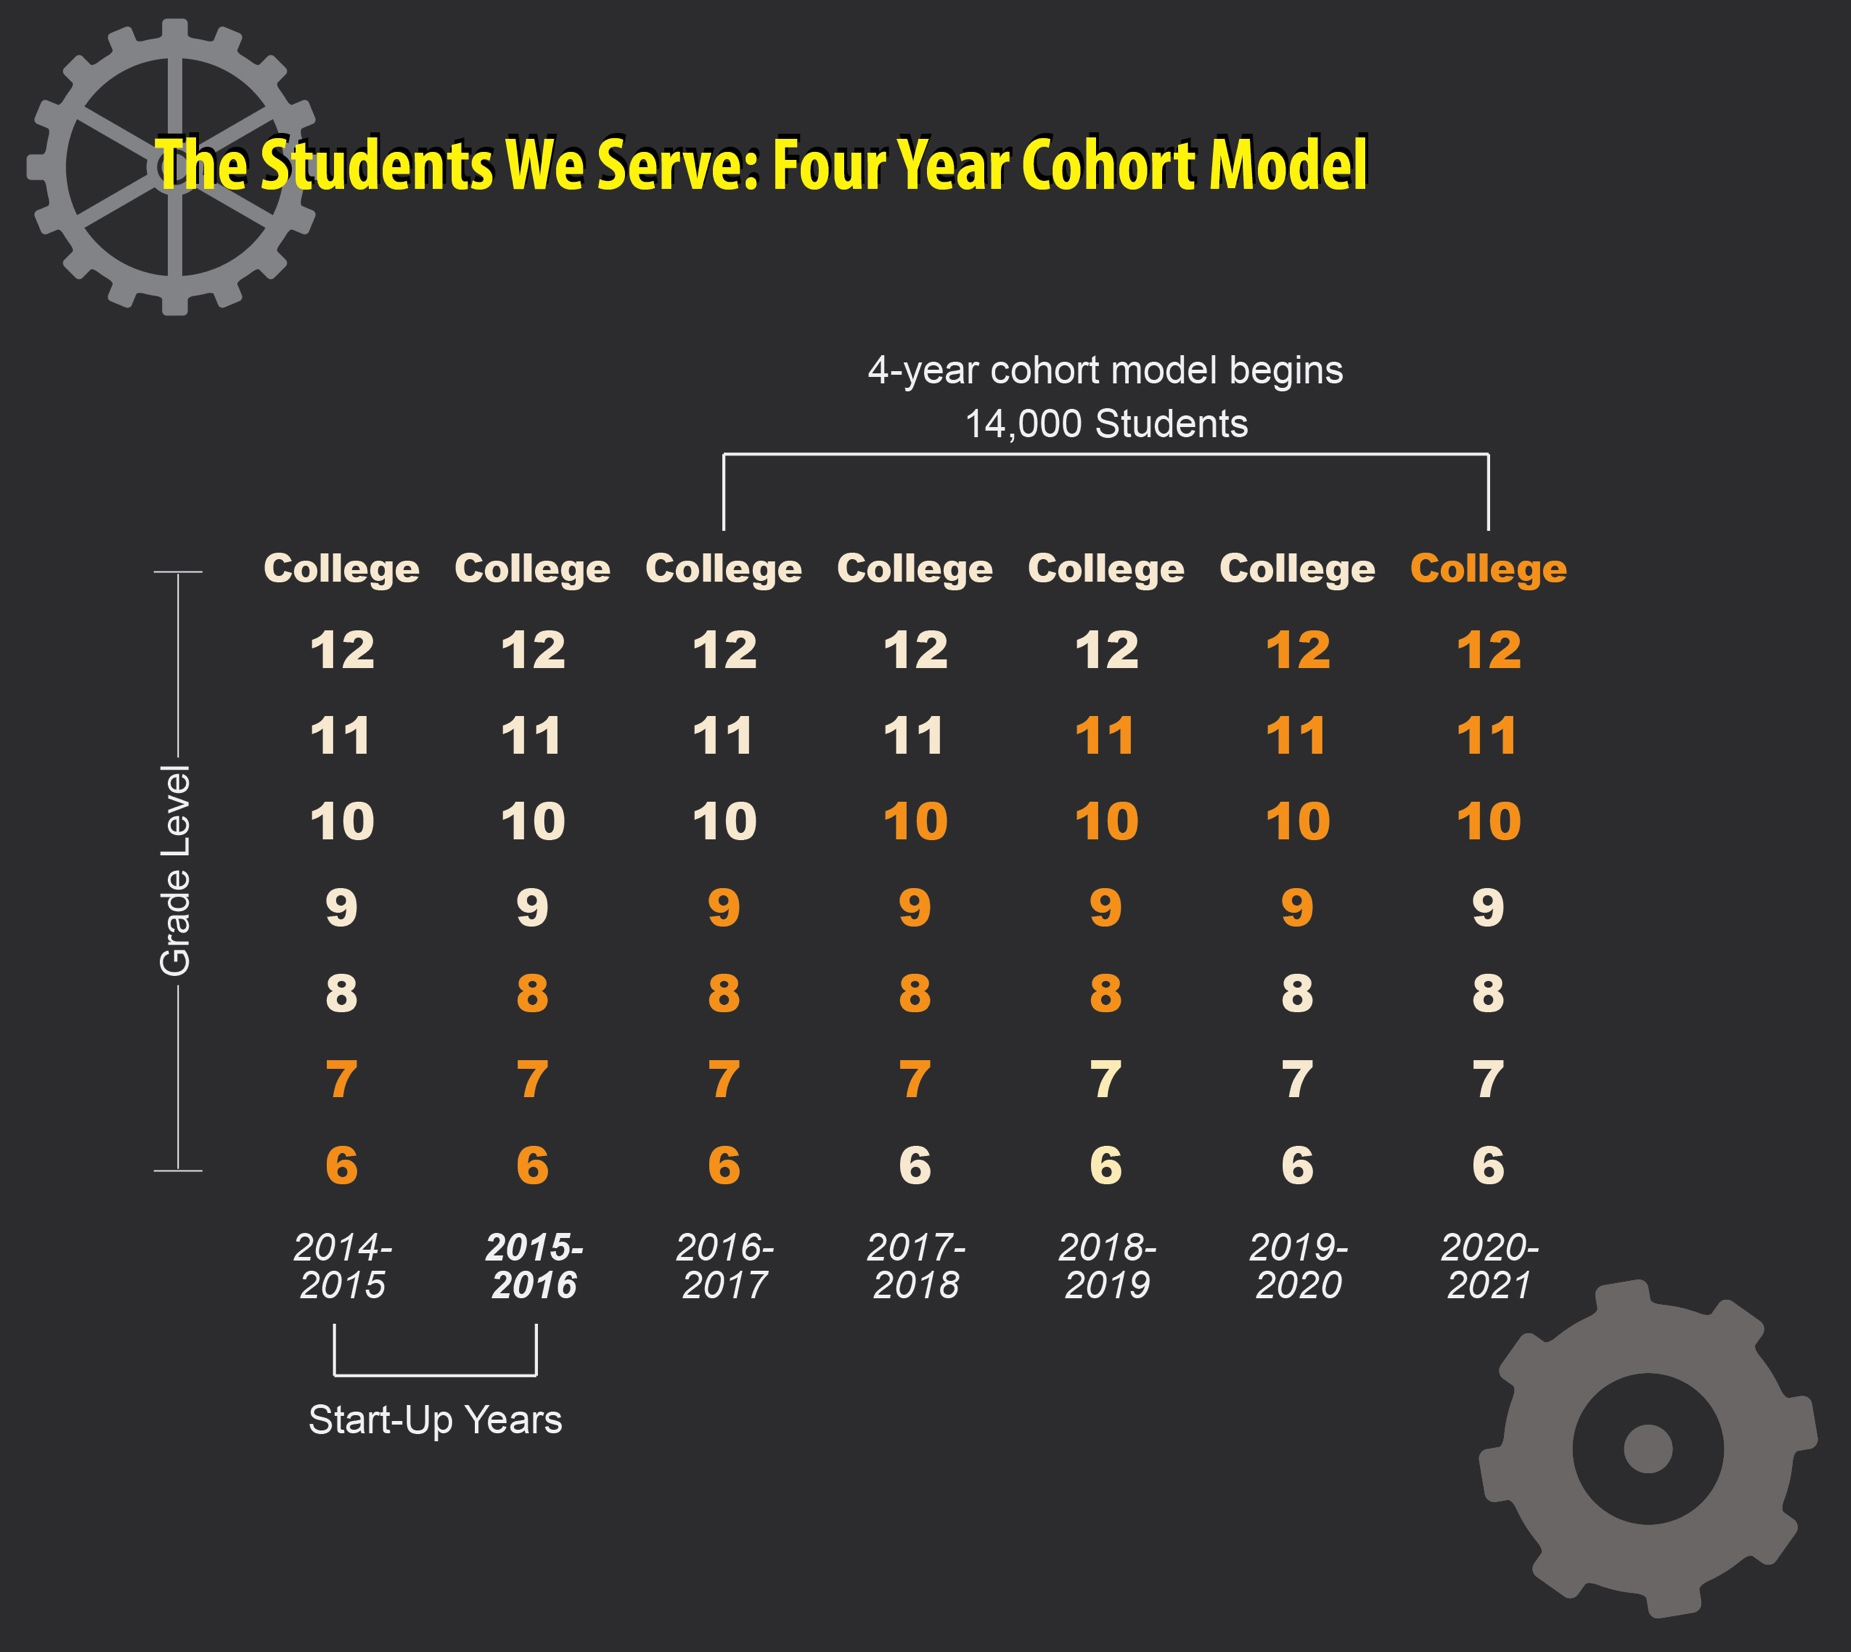 The Students We Serve: Four Year Cohort Model
4-year cohort model begins
14,000 Students
College College College College College College College
12 12 12 12 12 12 12
11 11 11 11 11 11 11
10 10 10 10 10 10 10
9 9 9 9 9 9 9
8 8 8 8 8 8 8
7 7 7 7 7 7 7
6 6 6 6 6 6 6
Grade Level
2014- 2015- 2016- 2017- 2018- 2019- 2020-
2015 2016 2017 2018 2019 2020 2021
Start-Up Years